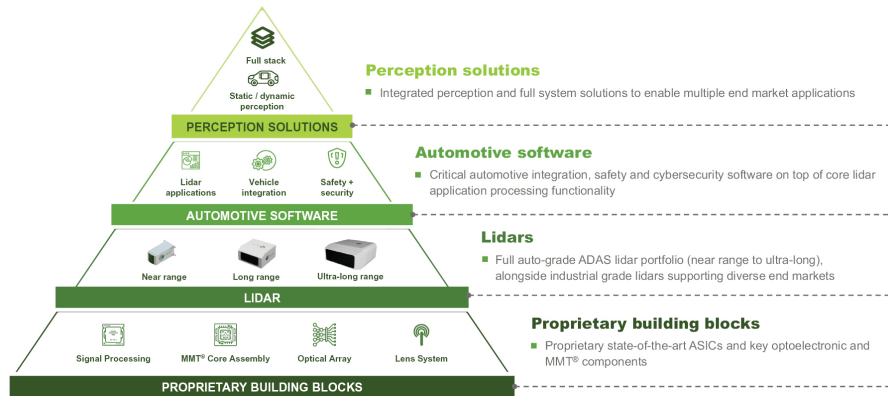 Full stack
Static / dynamic
perception
PERCEPTION SOLUTIONS
Perception solutions
Integrated perception and full system solutions to enable multiple end market applications
Lidar
applications
Vehicle
integration
Safety +
security
AUTOMOTIVE SOFTWARE
Automotive software
Critical automotive integration, safety and cybersecurity software on top of core lidar
application processing functionality
Near range
Long range
Ultra-long range
LIDAR
Lidars
Full auto-grade ADAS lidar portfolio (near range to ultra-long),
alongside industrial grade lidars supporting diverse end markets
Signal Processing
MMT® Core Assembly
Optical Array
Lens System
PROPRIETARY BUILDING BLOCKS
Proprietary building blocks
Proprietary state-of-the-art ASICs and key optoelectronic and
MMT® components